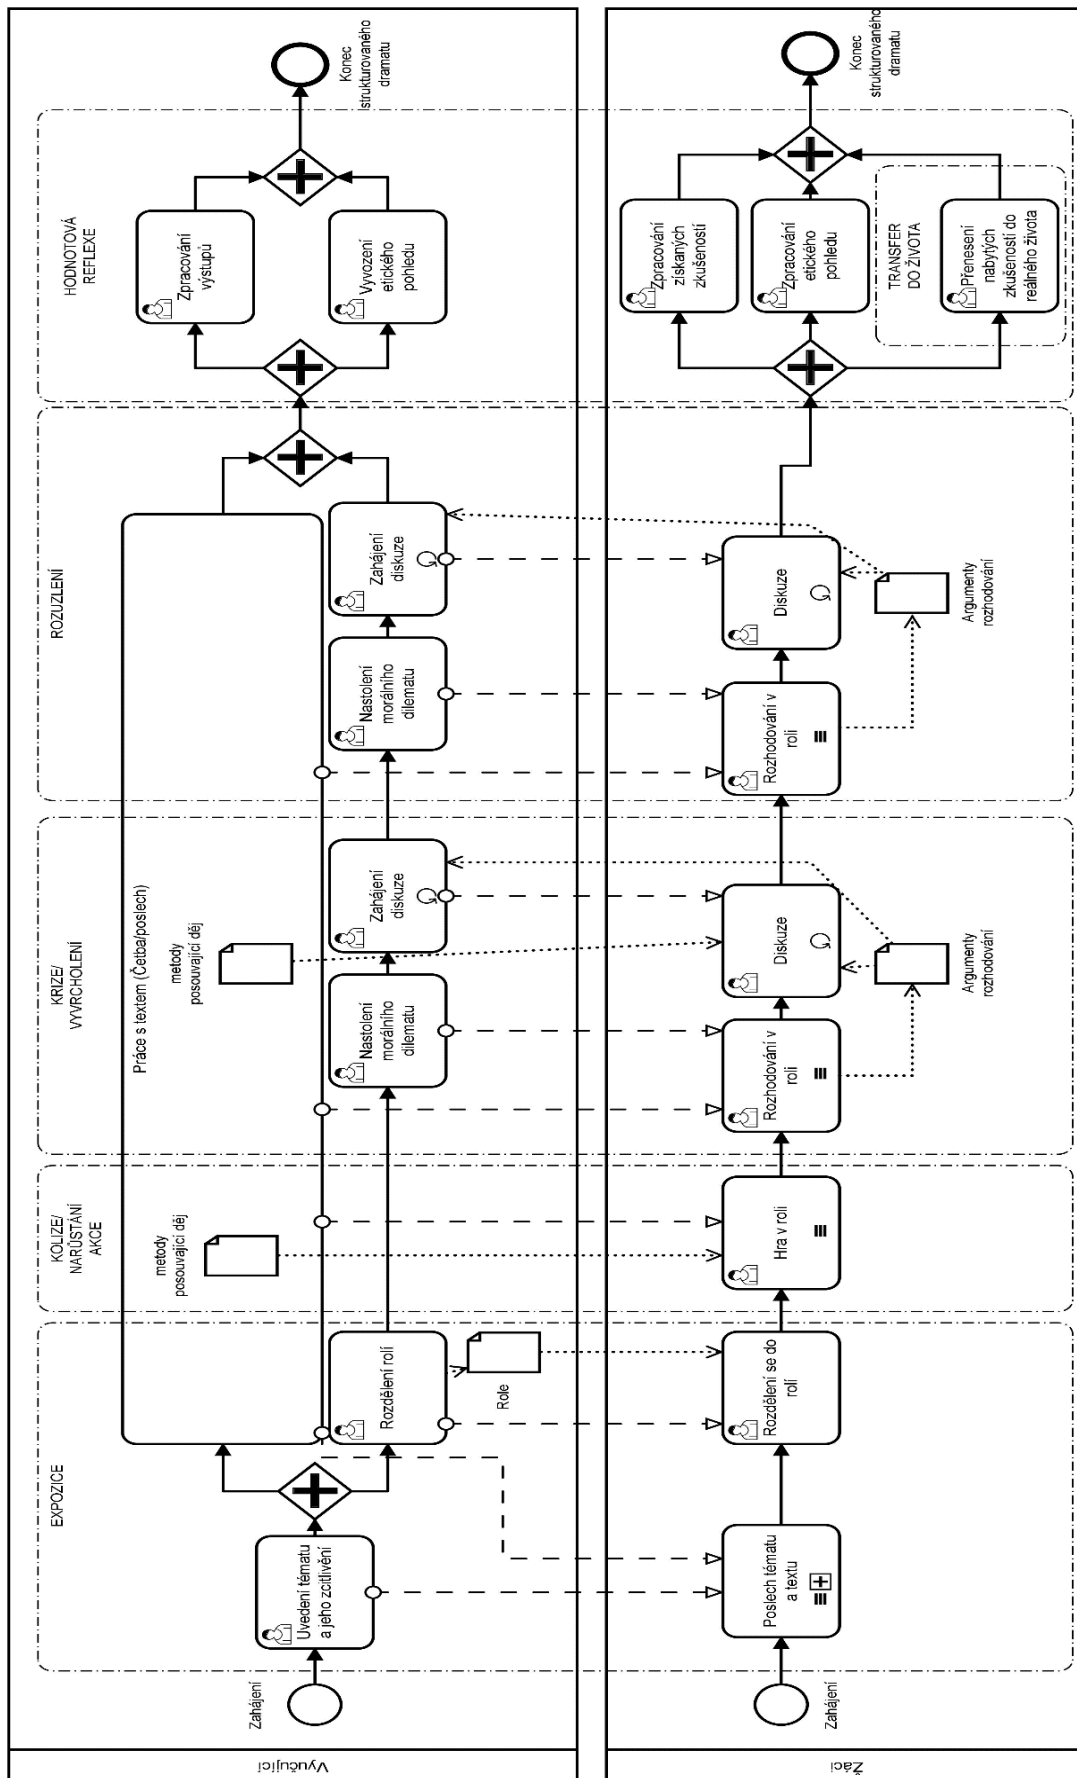 Vyučující
Zahájení
EXPOZICE
Uvedení tématu
a jeho zcitlivění
Rozdělení rolí
Role
Práce s textem (Četba/poslech)
KOLIZE/
NARŮSTÁNÍ
AKCE
metody
posouvající děj
KRIZE/
VYVRCHOLENÍ
metody
posouvající děj
Nastolení
morálního
dilematu
Zahájení
diskuze
ROZUZLENÍ
Nastolení
morálního
dilematu
Zahájení
diskuze
HODNOTOVÁ
REFLEXE
Zpracování
výstupů
Vyvození
etického
pohledu
Konec
strukturovaného
dramatu
Žáci
Zahájení
Poslech tématu
a textu
Rozdělení se do
rolí
Hra v roli
Rozhodování v
roli
Diskuze
Argumenty
rozhodování
Rozhodování v
roli
Diskuze
Argumenty
rozhodování
Zpracování
získaných
zkušeností
Zpracování
etického
pohledu
TRANSFER
DO ŽIVOTA
Přenesení
nabytých
zkušeností do
reálného života
Konec
strukturovaného
dramatu